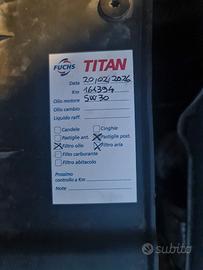 FUCHS TITAN
Data 20/02/2026
Km 161394
Olio motore 5W30
Olio cambio
Liquido raff.
Candele Cinghie
Pastiglie ant. Pastiglie post.
Filtro olio Filtro aria
Filtro carburante
Filtro abitacolo
Prossimo
controllo a Km
Note
subito